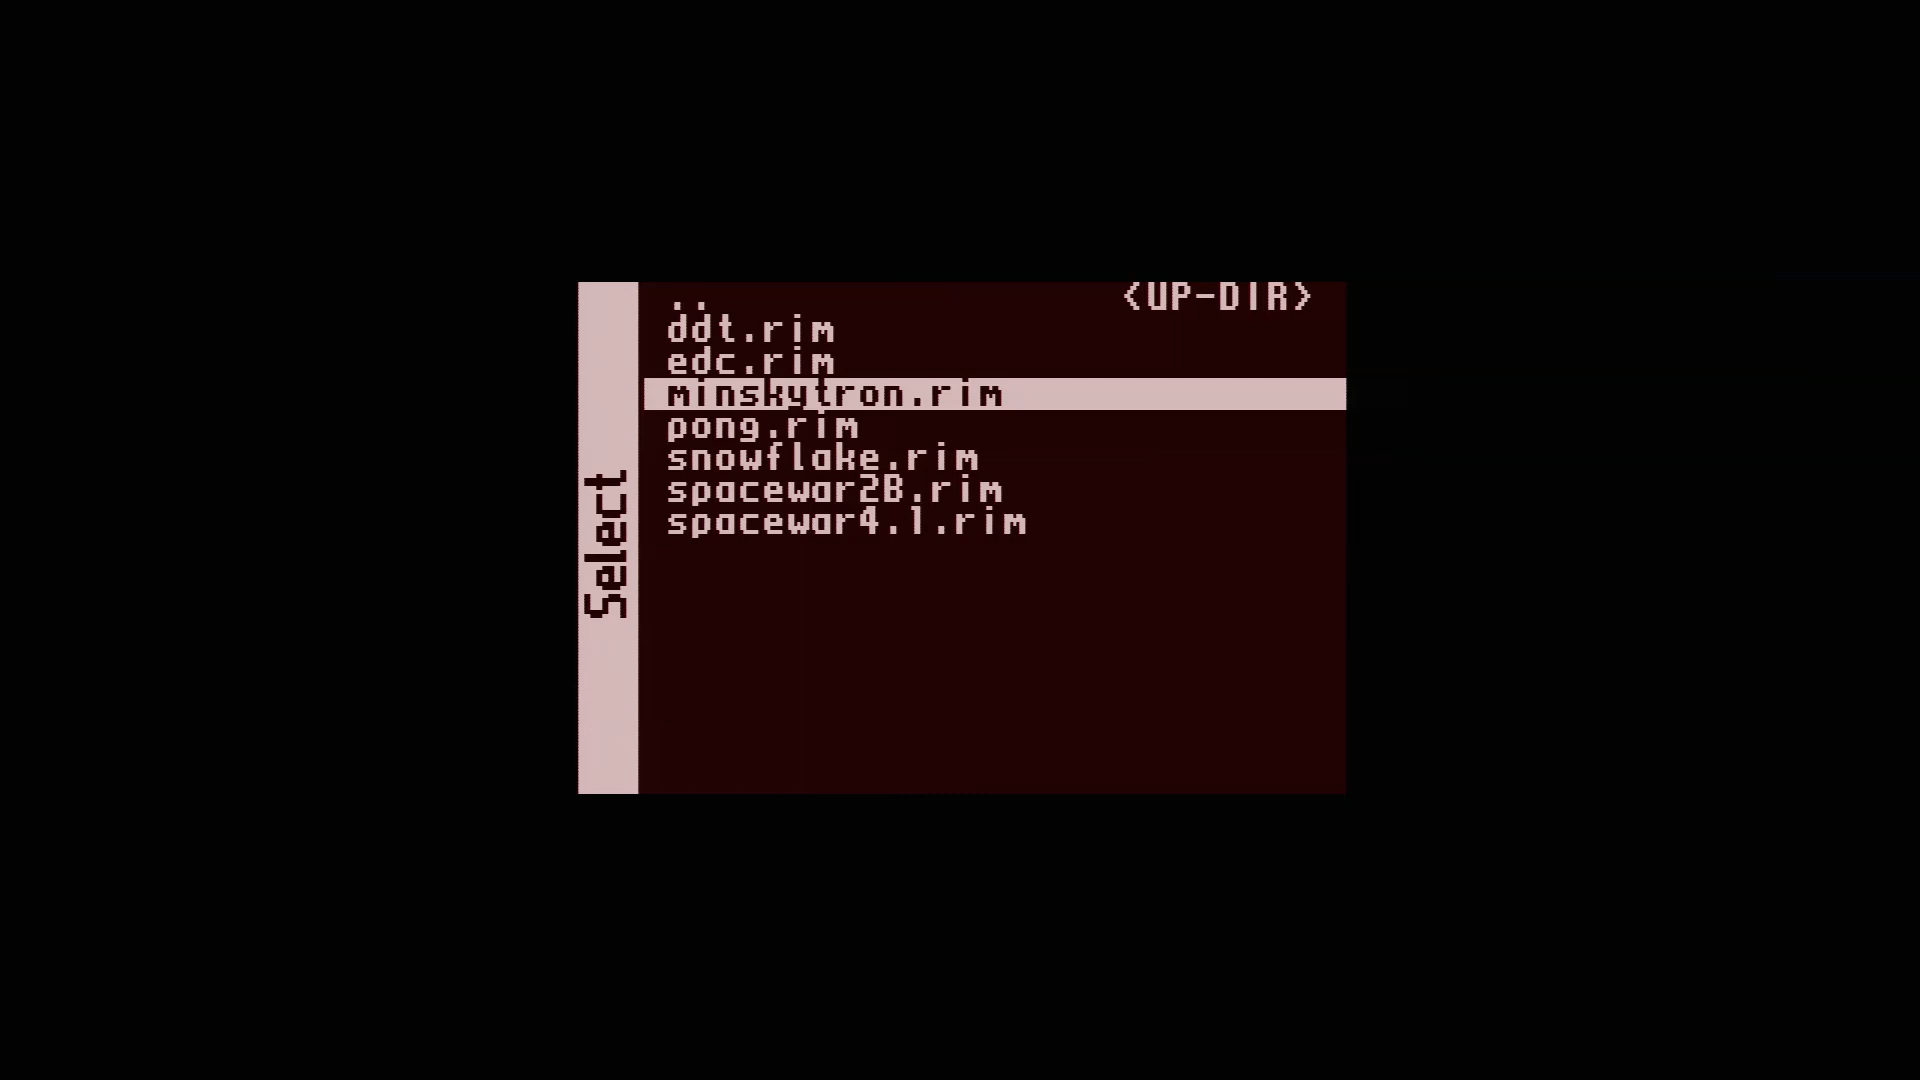 .. <UP-DIR>
ddt.rim
edc.rim
minskytron.rim
pong.rim
snowflake.rim
spacewar2B.rim
spacewar4.1.rim
Select